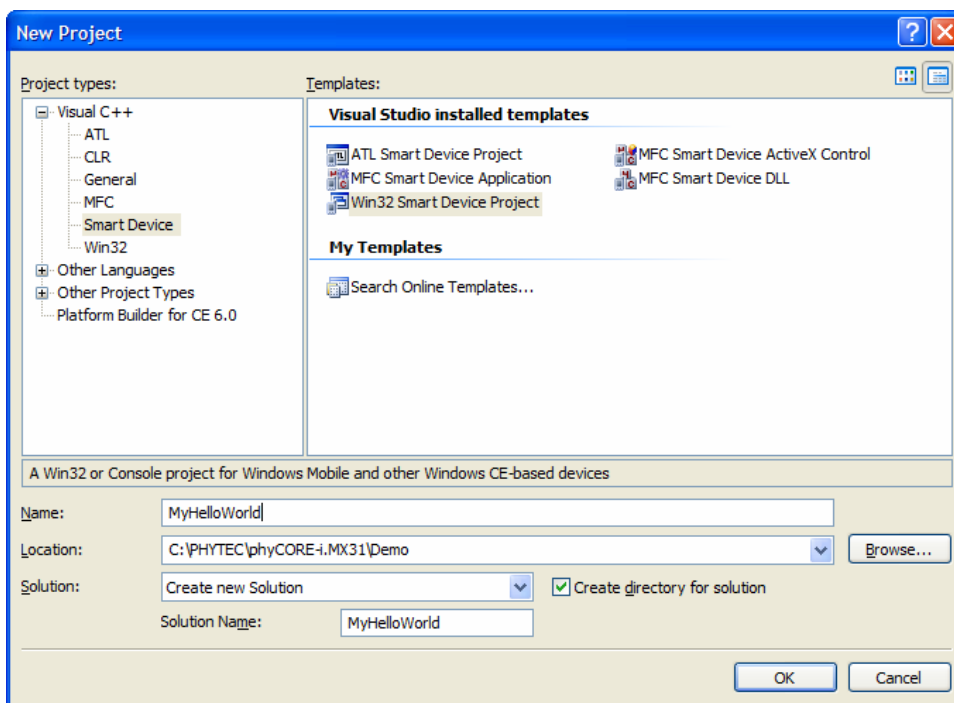 New Project
Project types:
Templates:
Visual C++
ATL
CLR
General
MFC
Smart Device
Win32
Other Languages
Other Project Types
Platform Builder for CE 6.0
Visual Studio installed templates
ATL Smart Device Project
MFC Smart Device ActiveX Control
MFC Smart Device Application
MFC Smart Device DLL
Win32 Smart Device Project
My Templates
Search Online Templates...
A Win32 or Console project for Windows Mobile and other Windows CE-based devices
Name:
MyHelloWorld
Location:
C:\PHYTEC\phyCORE-i.MX31\Demo
Browse...
Solution:
Create new Solution
Create directory for solution
Solution Name:
MyHelloWorld
OK
Cancel